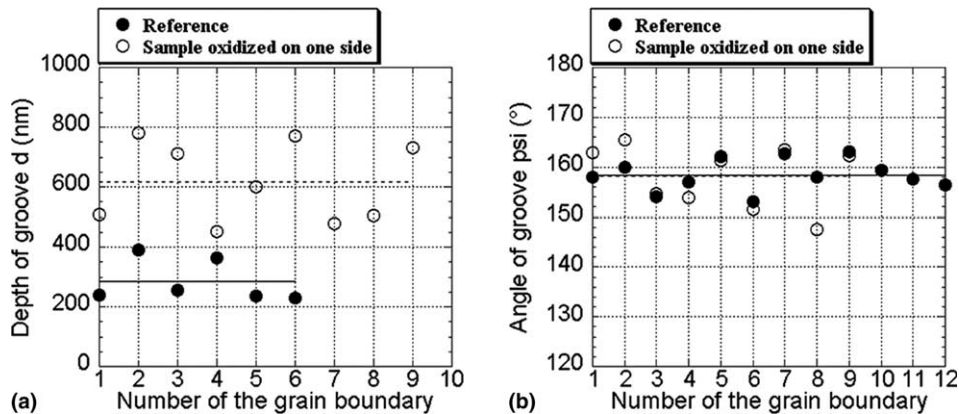 Reference
Sample oxidized on one side
1000
800
600
400
200
0
Depth of groove d (nm)
1 2 3 4 5 6 7 8 9 10
Number of the grain boundary
(a)
Reference
Sample oxidized on one side
180
170
160
150
140
130
120
Angle of groove psi (°)
1 2 3 4 5 6 7 8 9 10 11 12
Number of the grain boundary
(b)